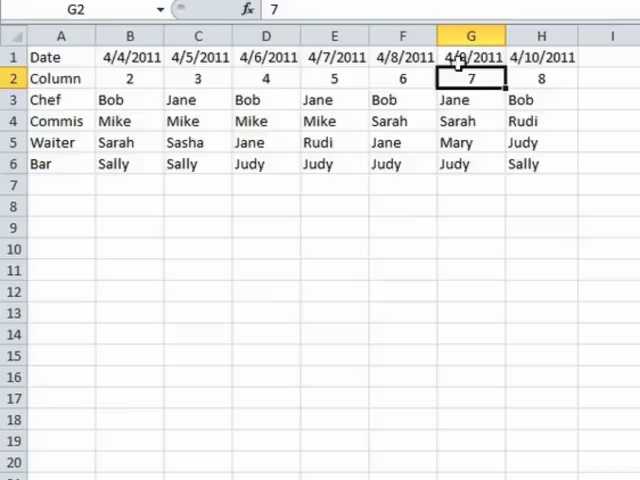 G2 fx 7
A B C D E F G H I
1 Date 4/4/2011 4/5/2011 4/6/2011 4/7/2011 4/8/2011 4/9/2011 4/10/2011
2 Column 2 3 4 5 6 7 8
3 Chef Bob Jane Bob Jane Bob Jane Bob
4 Commis Mike Mike Mike Mike Sarah Sarah Rudi
5 Waiter Sarah Sasha Jane Rudi Jane Mary Judy
6 Bar Sally Sally Judy Judy Judy Judy Sally
7
8
9
10
11
12
13
14
15
16
17
18
19
20